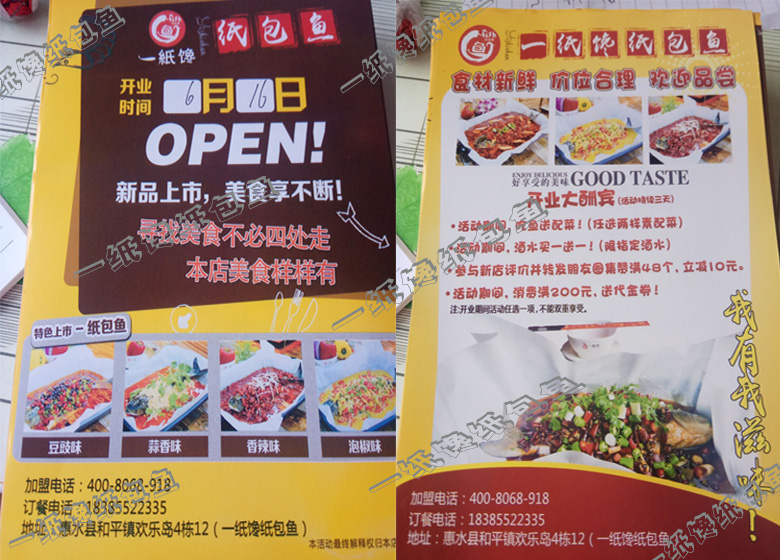 一紙馋 纸包鱼
开业时间 6月16日
OPEN!
新品上市，美食享不断！
寻找美食不必四处走
本店美食样样有
特色上市－纸包鱼
豆豉味 蒜香味 香辣味 泡椒味
加盟电话：400-8068-918
订餐电话：18385522335
地址：惠水县和平镇欢乐岛4栋12（一纸馋纸包鱼）
本活动最终解释权归本店
一纸馋纸包鱼
食材新鲜 价位合理 欢迎品尝
ENJOY DELICIOUS
好享受的美味 GOOD TASTE
开业大酬宾(活动持续三天)
·活动期间，吃鱼送配菜！(任选两样素配菜)
·活动期间，酒水买一送一！(限指定酒水)
·参与新店评价并转发朋友圈集赞满48个，立减10元。
·活动期间，消费满200元，送代金券！
注:开业期间活动任选一项,不能双重享受。
我有我滋味！
加盟电话：400-8068-918
订餐电话：18385522335
地址：惠水县和平镇欢乐岛4栋12（一纸馋纸包鱼）
一纸馋纸包鱼